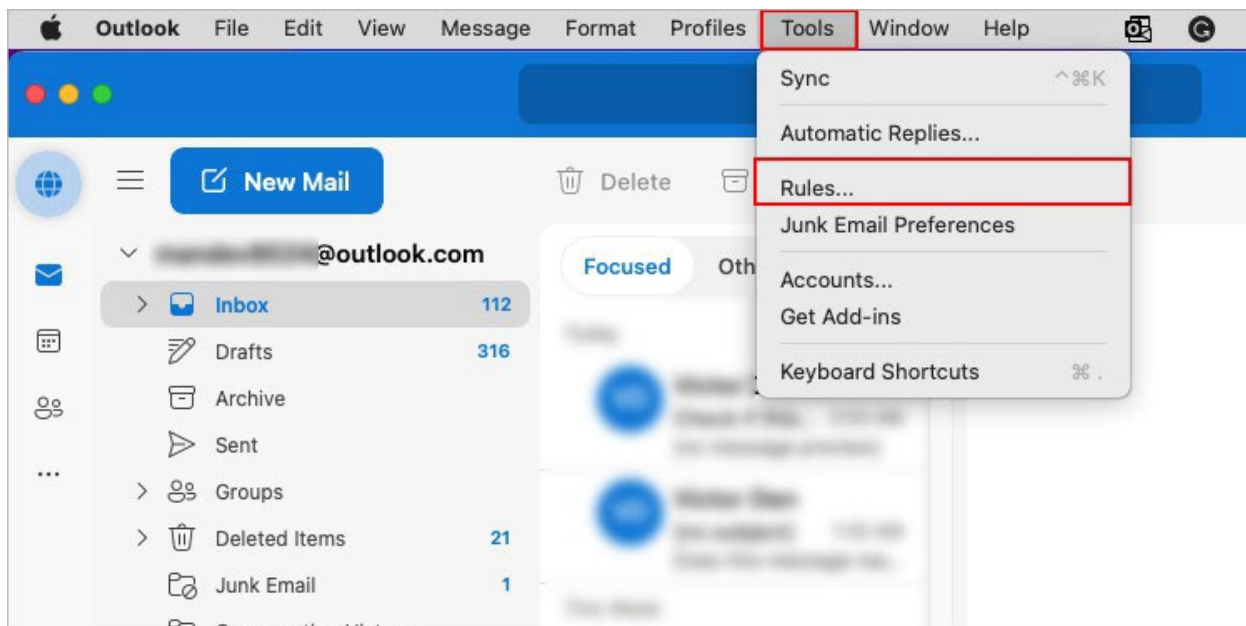 Outlook File Edit View Message Format Profiles Tools Window Help
Sync ^⌘K
Automatic Replies...
Rules...
Junk Email Preferences
Accounts...
Get Add-ins
Keyboard Shortcuts ⌘ .
New Mail
Delete
@outlook.com
Inbox 112
Drafts 316
Archive
Sent
Groups
Deleted Items 21
Junk Email 1
Focused Oth